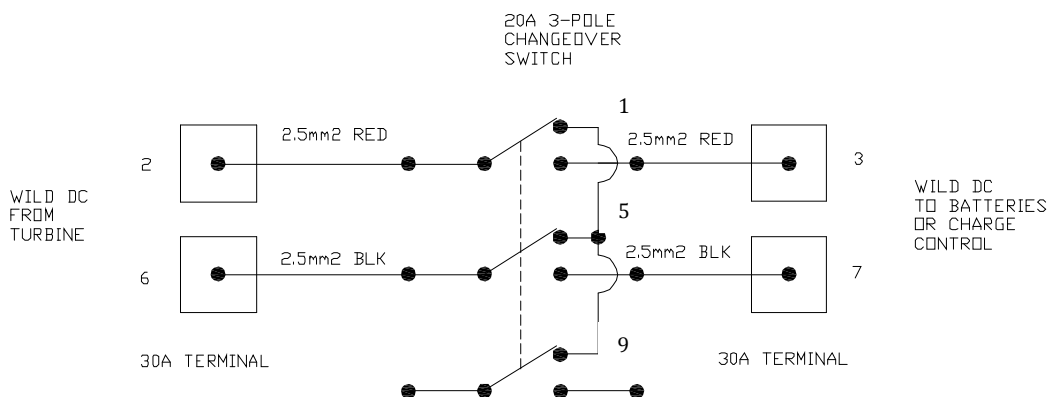 20A 3-POLE
CHANGEOVER
SWITCH
1
2.5mm2 RED
2.5mm2 RED
2
3
WILD DC
FROM
TURBINE
WILD DC
TO BATTERIES
OR CHARGE
CONTROL
5
2.5mm2 BLK
2.5mm2 BLK
6
7
9
30A TERMINAL
30A TERMINAL